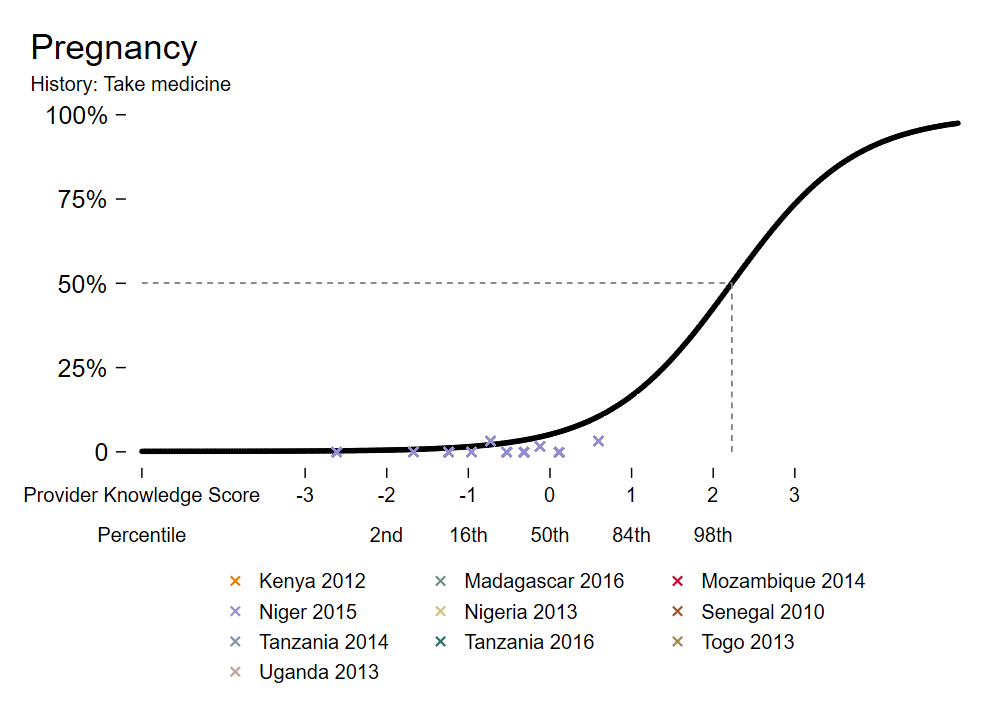 Pregnancy
History: Take medicine
100%
75%
50%
25%
0
Provider Knowledge Score -3 -2 -1 0 1 2 3
Percentile 2nd 16th 50th 84th 98th
Kenya 2012 Madagascar 2016 Mozambique 2014
Niger 2015 Nigeria 2013 Senegal 2010
Tanzania 2014 Tanzania 2016 Togo 2013
Uganda 2013